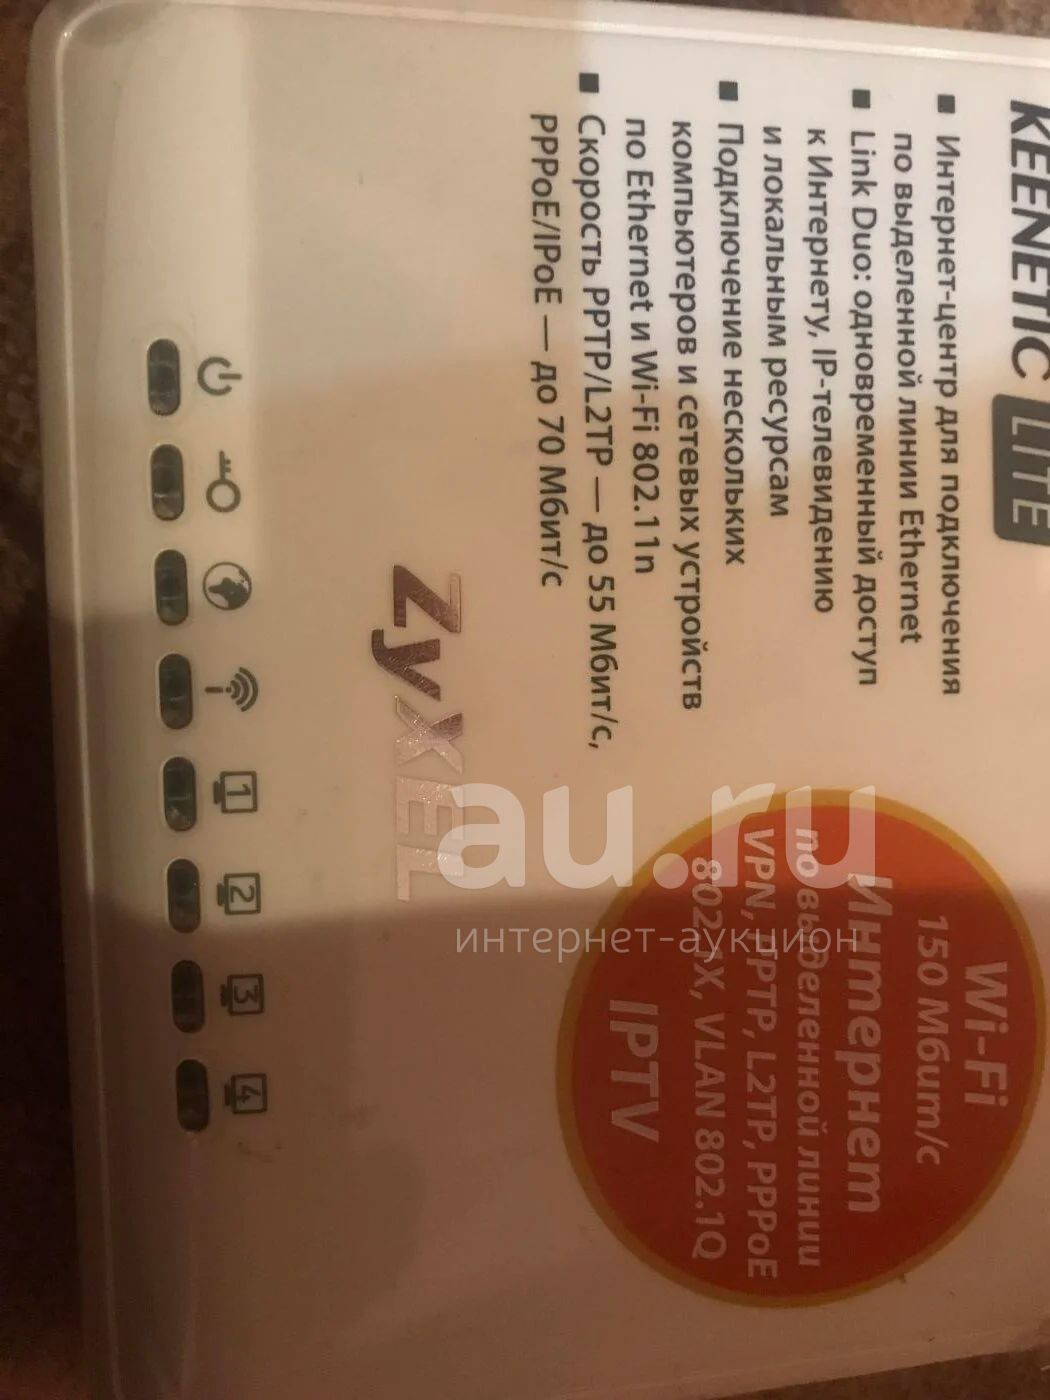 KEENETIC LITE
▪ Интернет-центр для подключения
по выделенной линии Ethernet
▪ Link Duo: одновременный доступ
к Интернету, IP-телевидению
и локальным ресурсам
▪ Подключение нескольких
компьютеров и сетевых устройств
по Ethernet и Wi-Fi 802.11n
▪ Скорость PPTP/L2TP — до 55 Мбит/с,
PPPoE/IPoE — до 70 Мбит/с
Wi-Fi
150 Мбит/с
Интернет
по выделенной линии
VPN, PPTP, L2TP, PPPoE
802.1X, VLAN 802.1Q
IPTV
ZyXEL
1
2
3
4
au.ru
интернет-аукцион